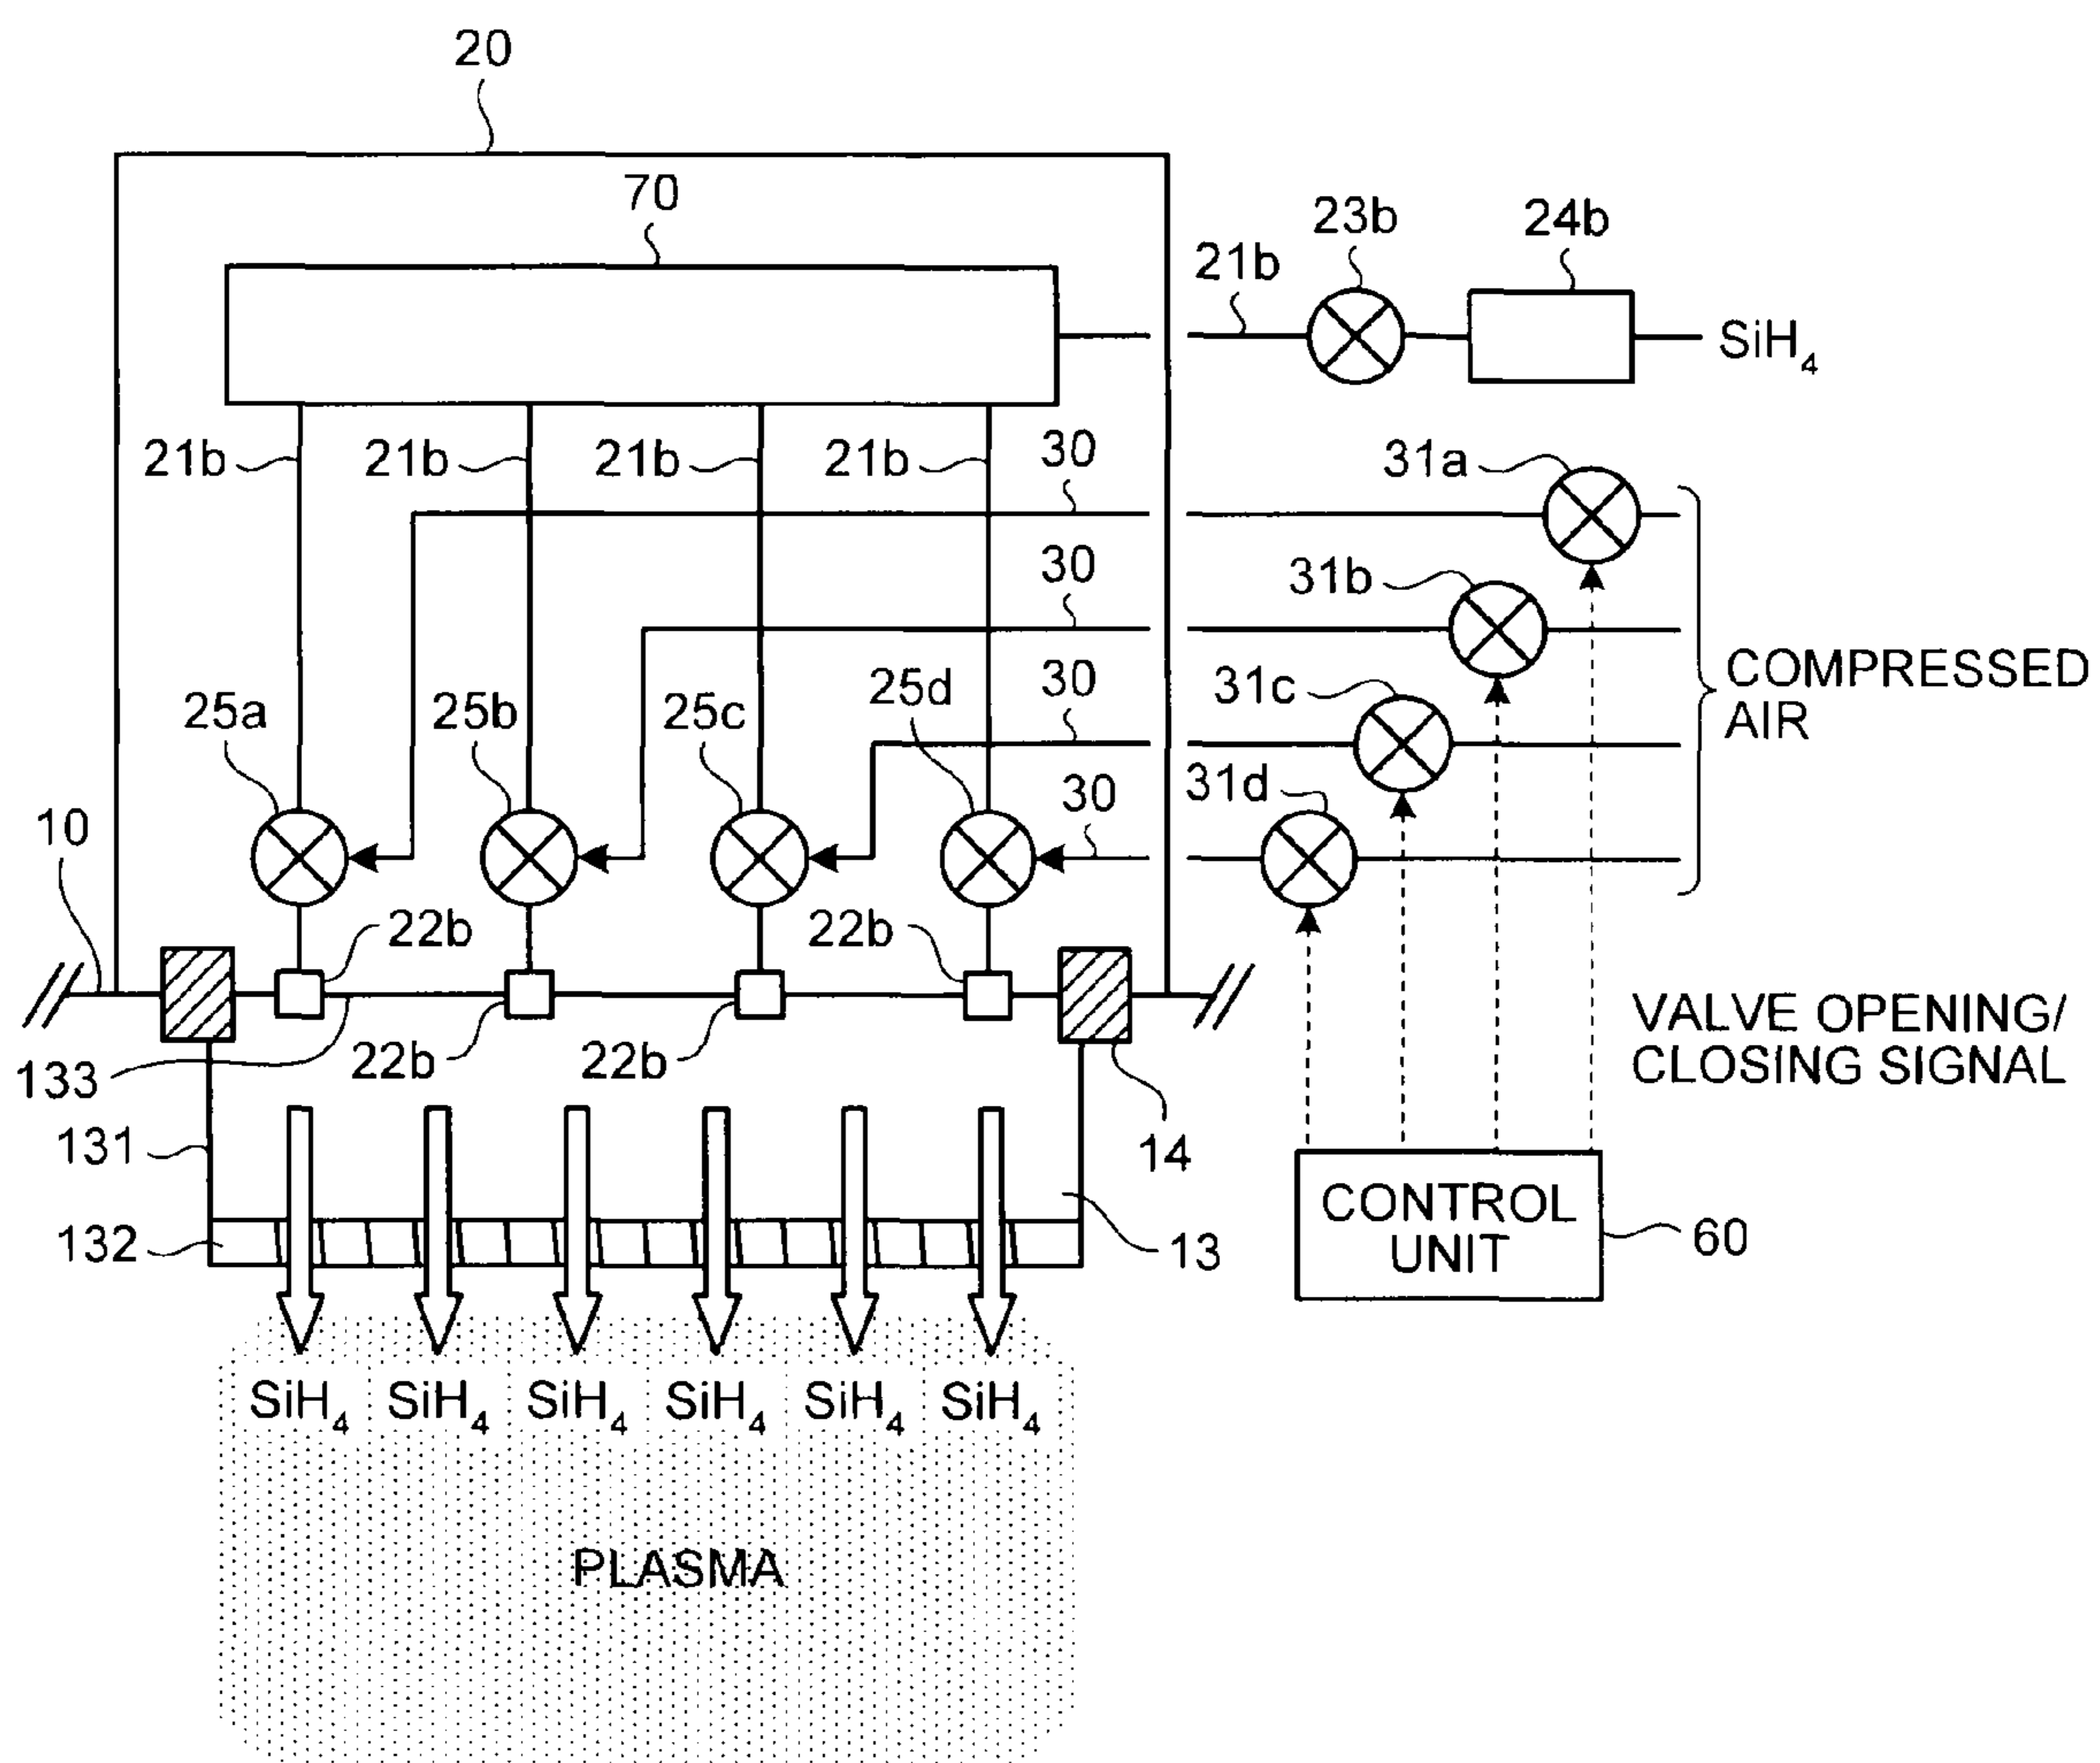 20
70
23b
24b
21b
SiH4
21b
21b
21b
21b
30
31a
30
31b
30
31c
25a
25b
25c
25d
COMPRESSED
AIR
31d
30
10
22b
22b
133
22b
22b
VALVE OPENING/
CLOSING SIGNAL
131
14
132
13
CONTROL
UNIT
60
SiH4 SiH4 SiH4 SiH4 SiH4 SiH4
PLASMA